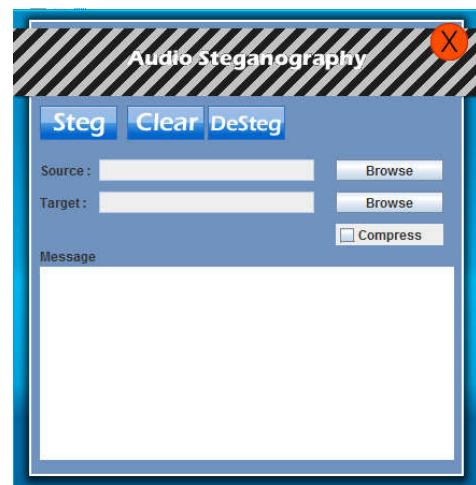 X
Audio Steganography
Steg Clear DeSteg
Source : Browse
Target : Browse
Compress
Message